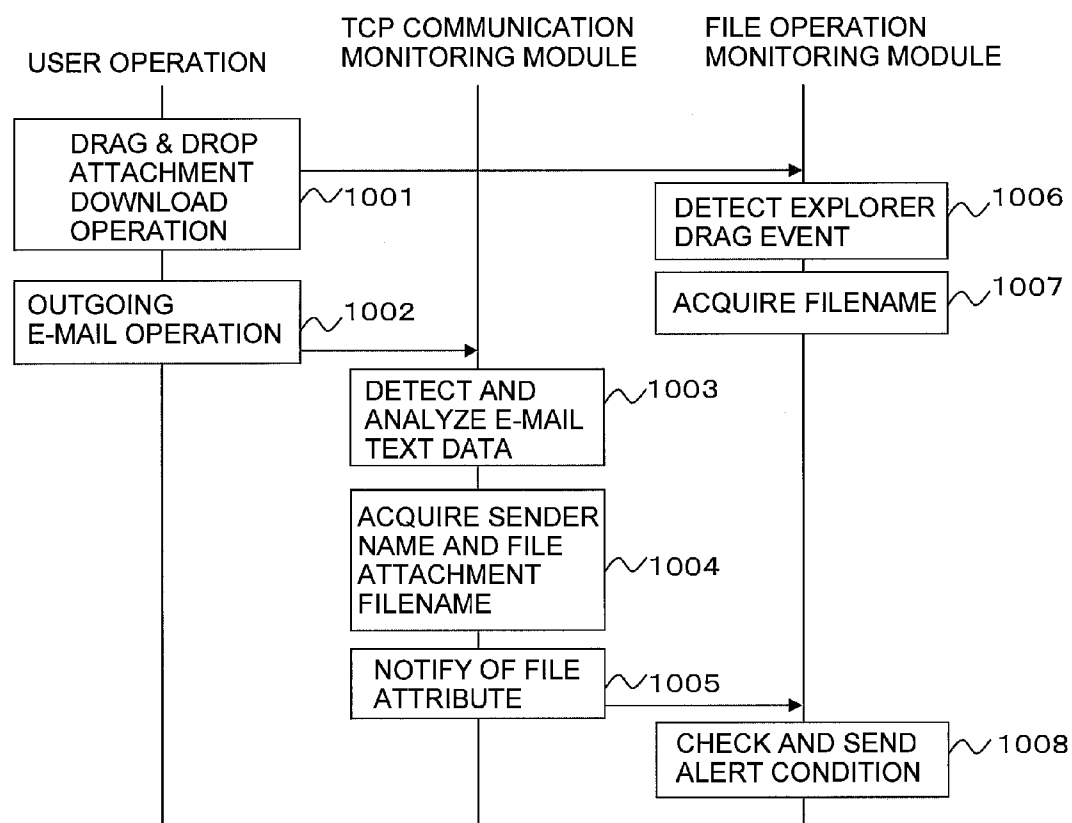 USER OPERATION
TCP COMMUNICATION
MONITORING MODULE
FILE OPERATION
MONITORING MODULE
DRAG & DROP
ATTACHMENT
DOWNLOAD
OPERATION
1001
DETECT EXPLORER
DRAG EVENT
1006
OUTGOING
E-MAIL OPERATION
1002
ACQUIRE FILENAME
1007
DETECT AND
ANALYZE E-MAIL
TEXT DATA
1003
ACQUIRE SENDER
NAME AND FILE
ATTACHMENT
FILENAME
1004
NOTIFY OF FILE
ATTRIBUTE
1005
CHECK AND SEND
ALERT CONDITION
1008